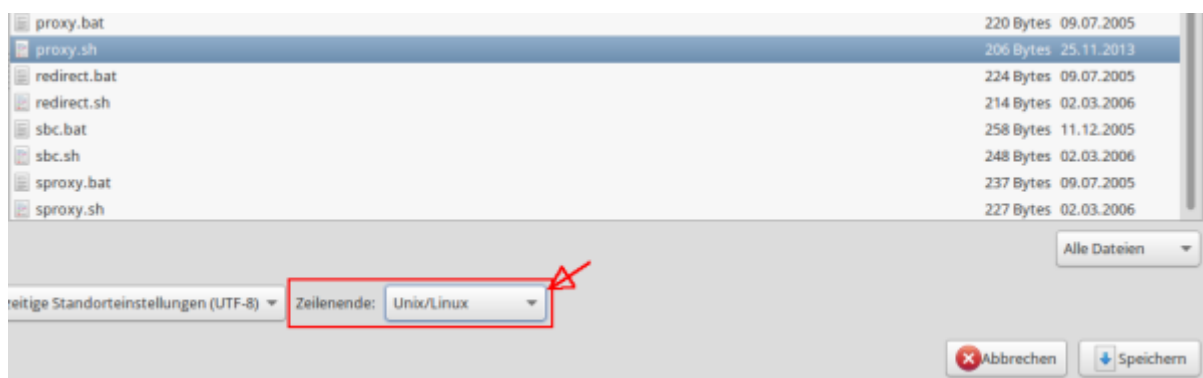 proxy.bat 220 Bytes 09.07.2005
proxy.sh 206 Bytes 25.11.2013
redirect.bat 224 Bytes 09.07.2005
redirect.sh 214 Bytes 02.03.2006
sbc.bat 258 Bytes 11.12.2005
sbc.sh 248 Bytes 02.03.2006
sproxy.bat 237 Bytes 09.07.2005
sproxy.sh 227 Bytes 02.03.2006
Alle Dateien
zeitige Standorteinstellungen (UTF-8) Zeilenende: Unix/Linux
Abbrechen Speichern